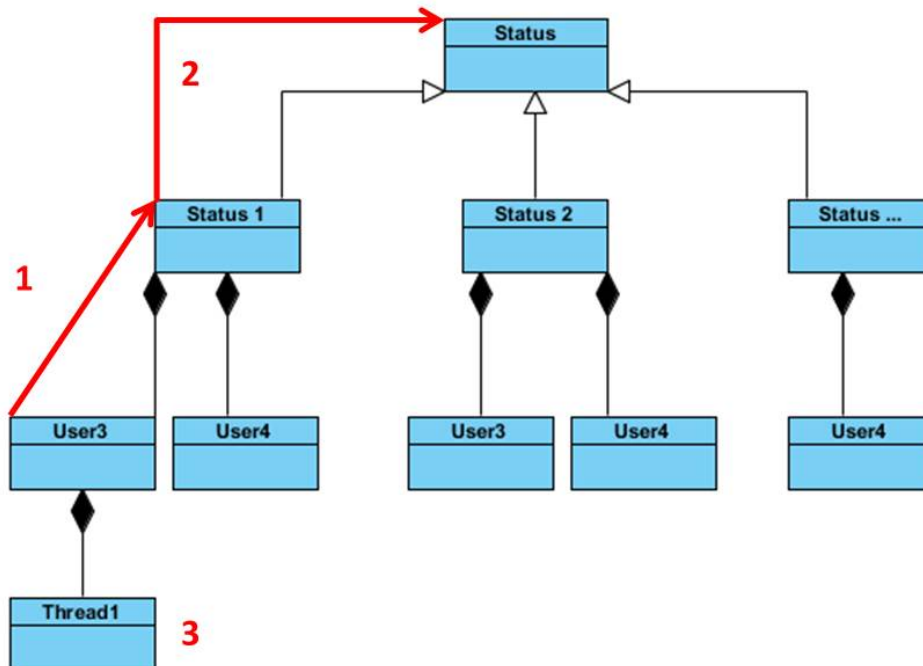 Status
2
Status 1
Status 2
Status ...
1
User3
User4
User3
User4
User4
Thread1
3